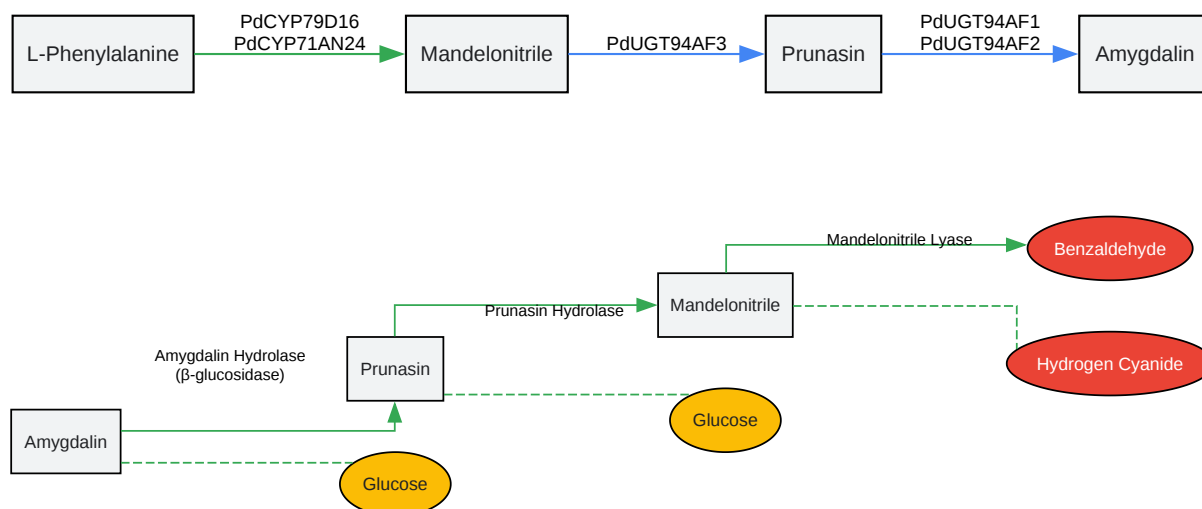 L-Phenylalanine
PdCYP79D16
PdCYP71AN24
Mandelonitrile
PdUGT94AF3
Prunasin
PdUGT94AF1
PdUGT94AF2
Amygdalin
Mandelonitrile Lyase
Benzaldehyde
Prunasin Hydrolase
Mandelonitrile
Amygdalin Hydrolase
(β-glucosidase)
Prunasin
Hydrogen Cyanide
Glucose
Amygdalin
Glucose